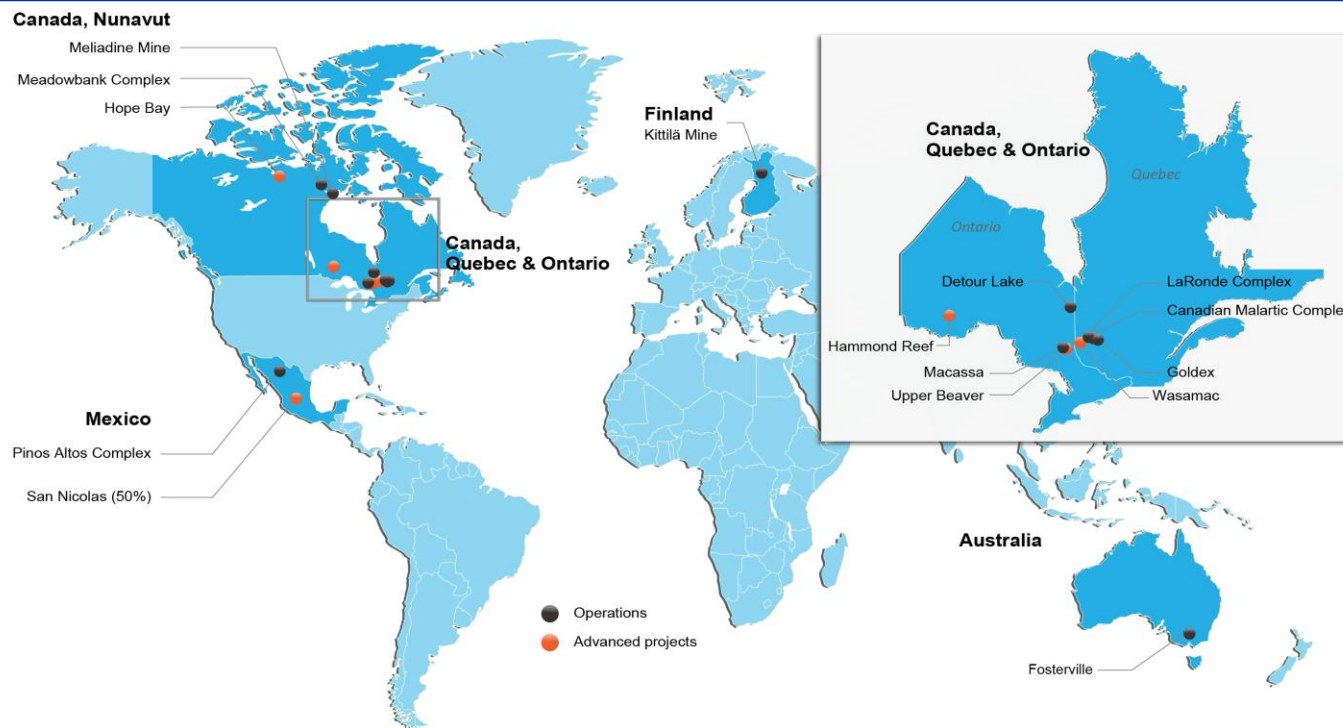 Canada, Nunavut
Meliadine Mine
Meadowbank Complex
Hope Bay
Finland
Kittilä Mine
Canada,
Quebec & Ontario
Mexico
Pinos Altos Complex
San Nicolas (50%)
Operations
Advanced projects
Canada,
Quebec & Ontario
Quebec
Ontario
Detour Lake
LaRonde Complex
Canadian Malartic Comple
Hammond Reef
Macassa
Goldex
Upper Beaver
Wasamac
Australia
Fosterville